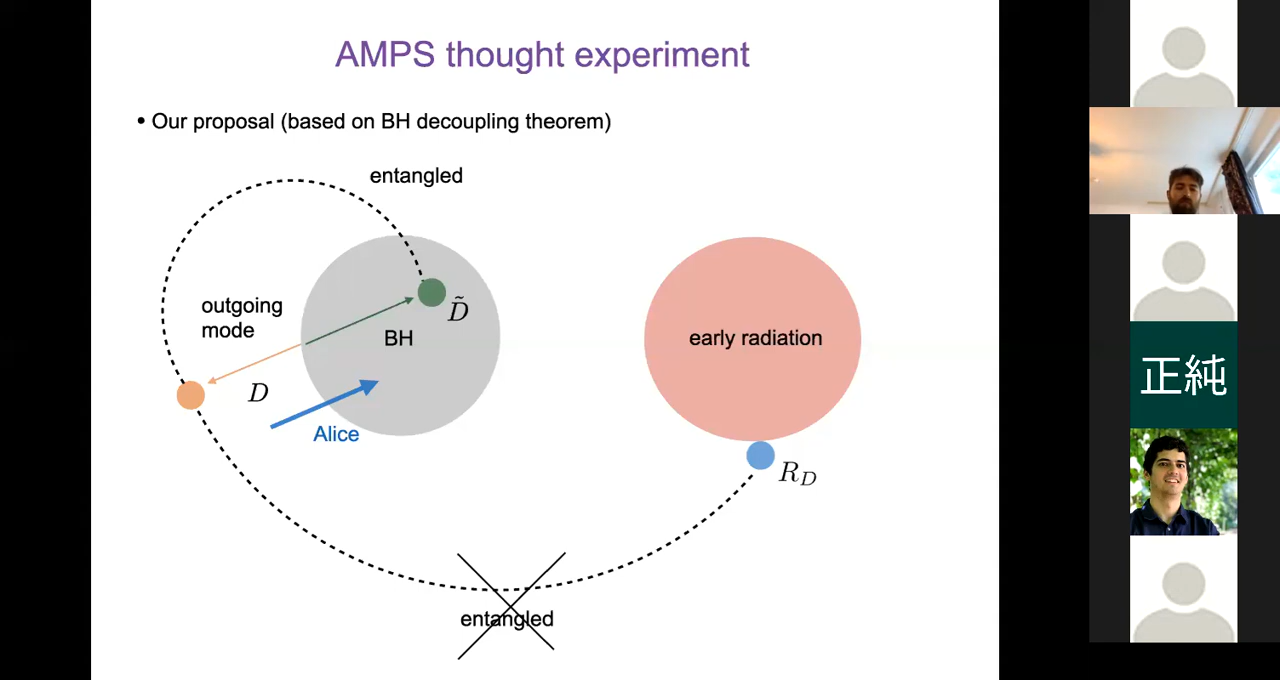 AMPS thought experiment
• Our proposal (based on BH decoupling theorem)
entangled
outgoing
mode
D̃
BH
early radiation
D
Alice
R_D
entangled
正純